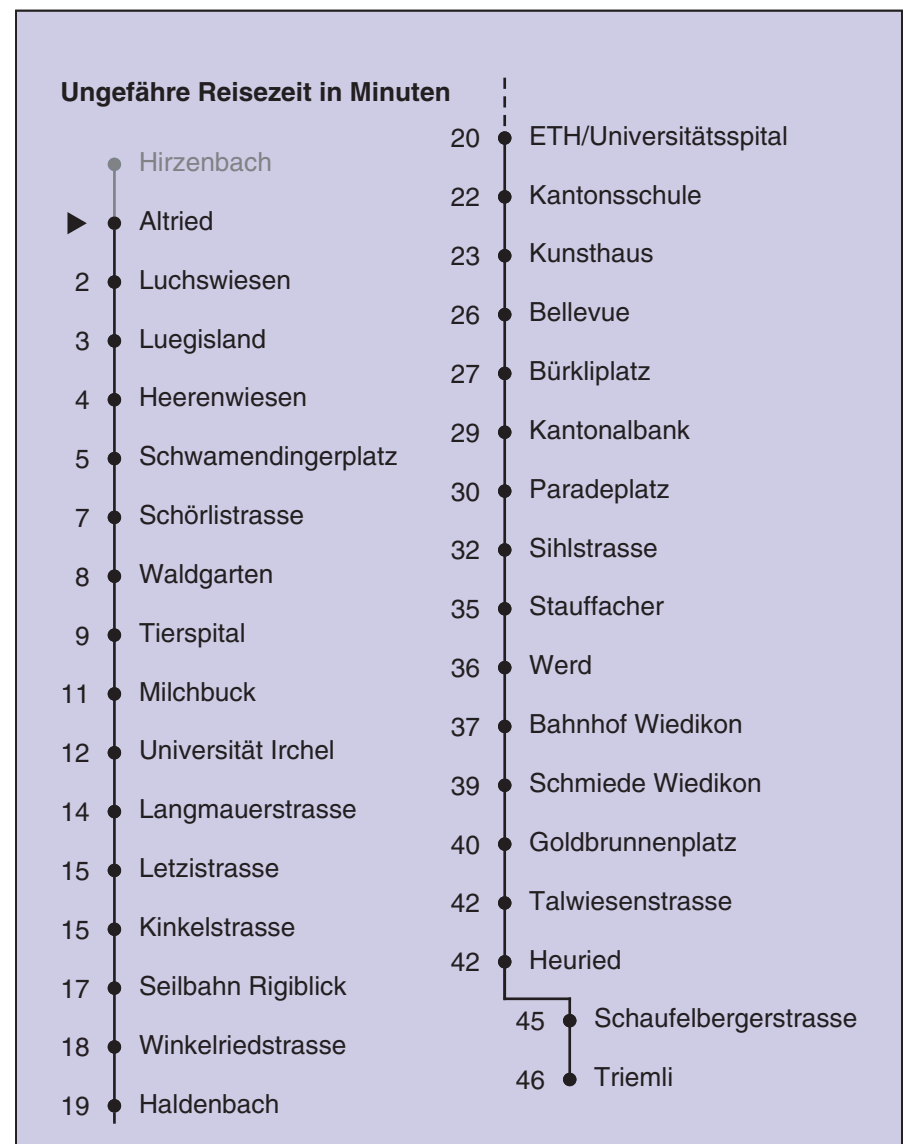 Ungefähre Reisezeit in Minuten
Hirzenbach
Altried
2 Luchswiesen
3 Luegisland
4 Heerenwiesen
5 Schwamendingerplatz
7 Schörlistrasse
8 Waldgarten
9 Tierspital
11 Milchbuck
12 Universität Irchel
14 Langmauerstrasse
15 Letzistrasse
15 Kinkelstrasse
17 Seilbahn Rigiblick
18 Winkelriedstrasse
19 Haldenbach
20 ETH/Universitätsspital
22 Kantonsschule
23 Kunsthaus
26 Bellevue
27 Bürkliplatz
29 Kantonalbank
30 Paradeplatz
32 Sihlstrasse
35 Stauffacher
36 Werd
37 Bahnhof Wiedikon
39 Schmiede Wiedikon
40 Goldbrunnenplatz
42 Talwiesenstrasse
42 Heuried
45 Schaufelbergerstrasse
46 Triemli